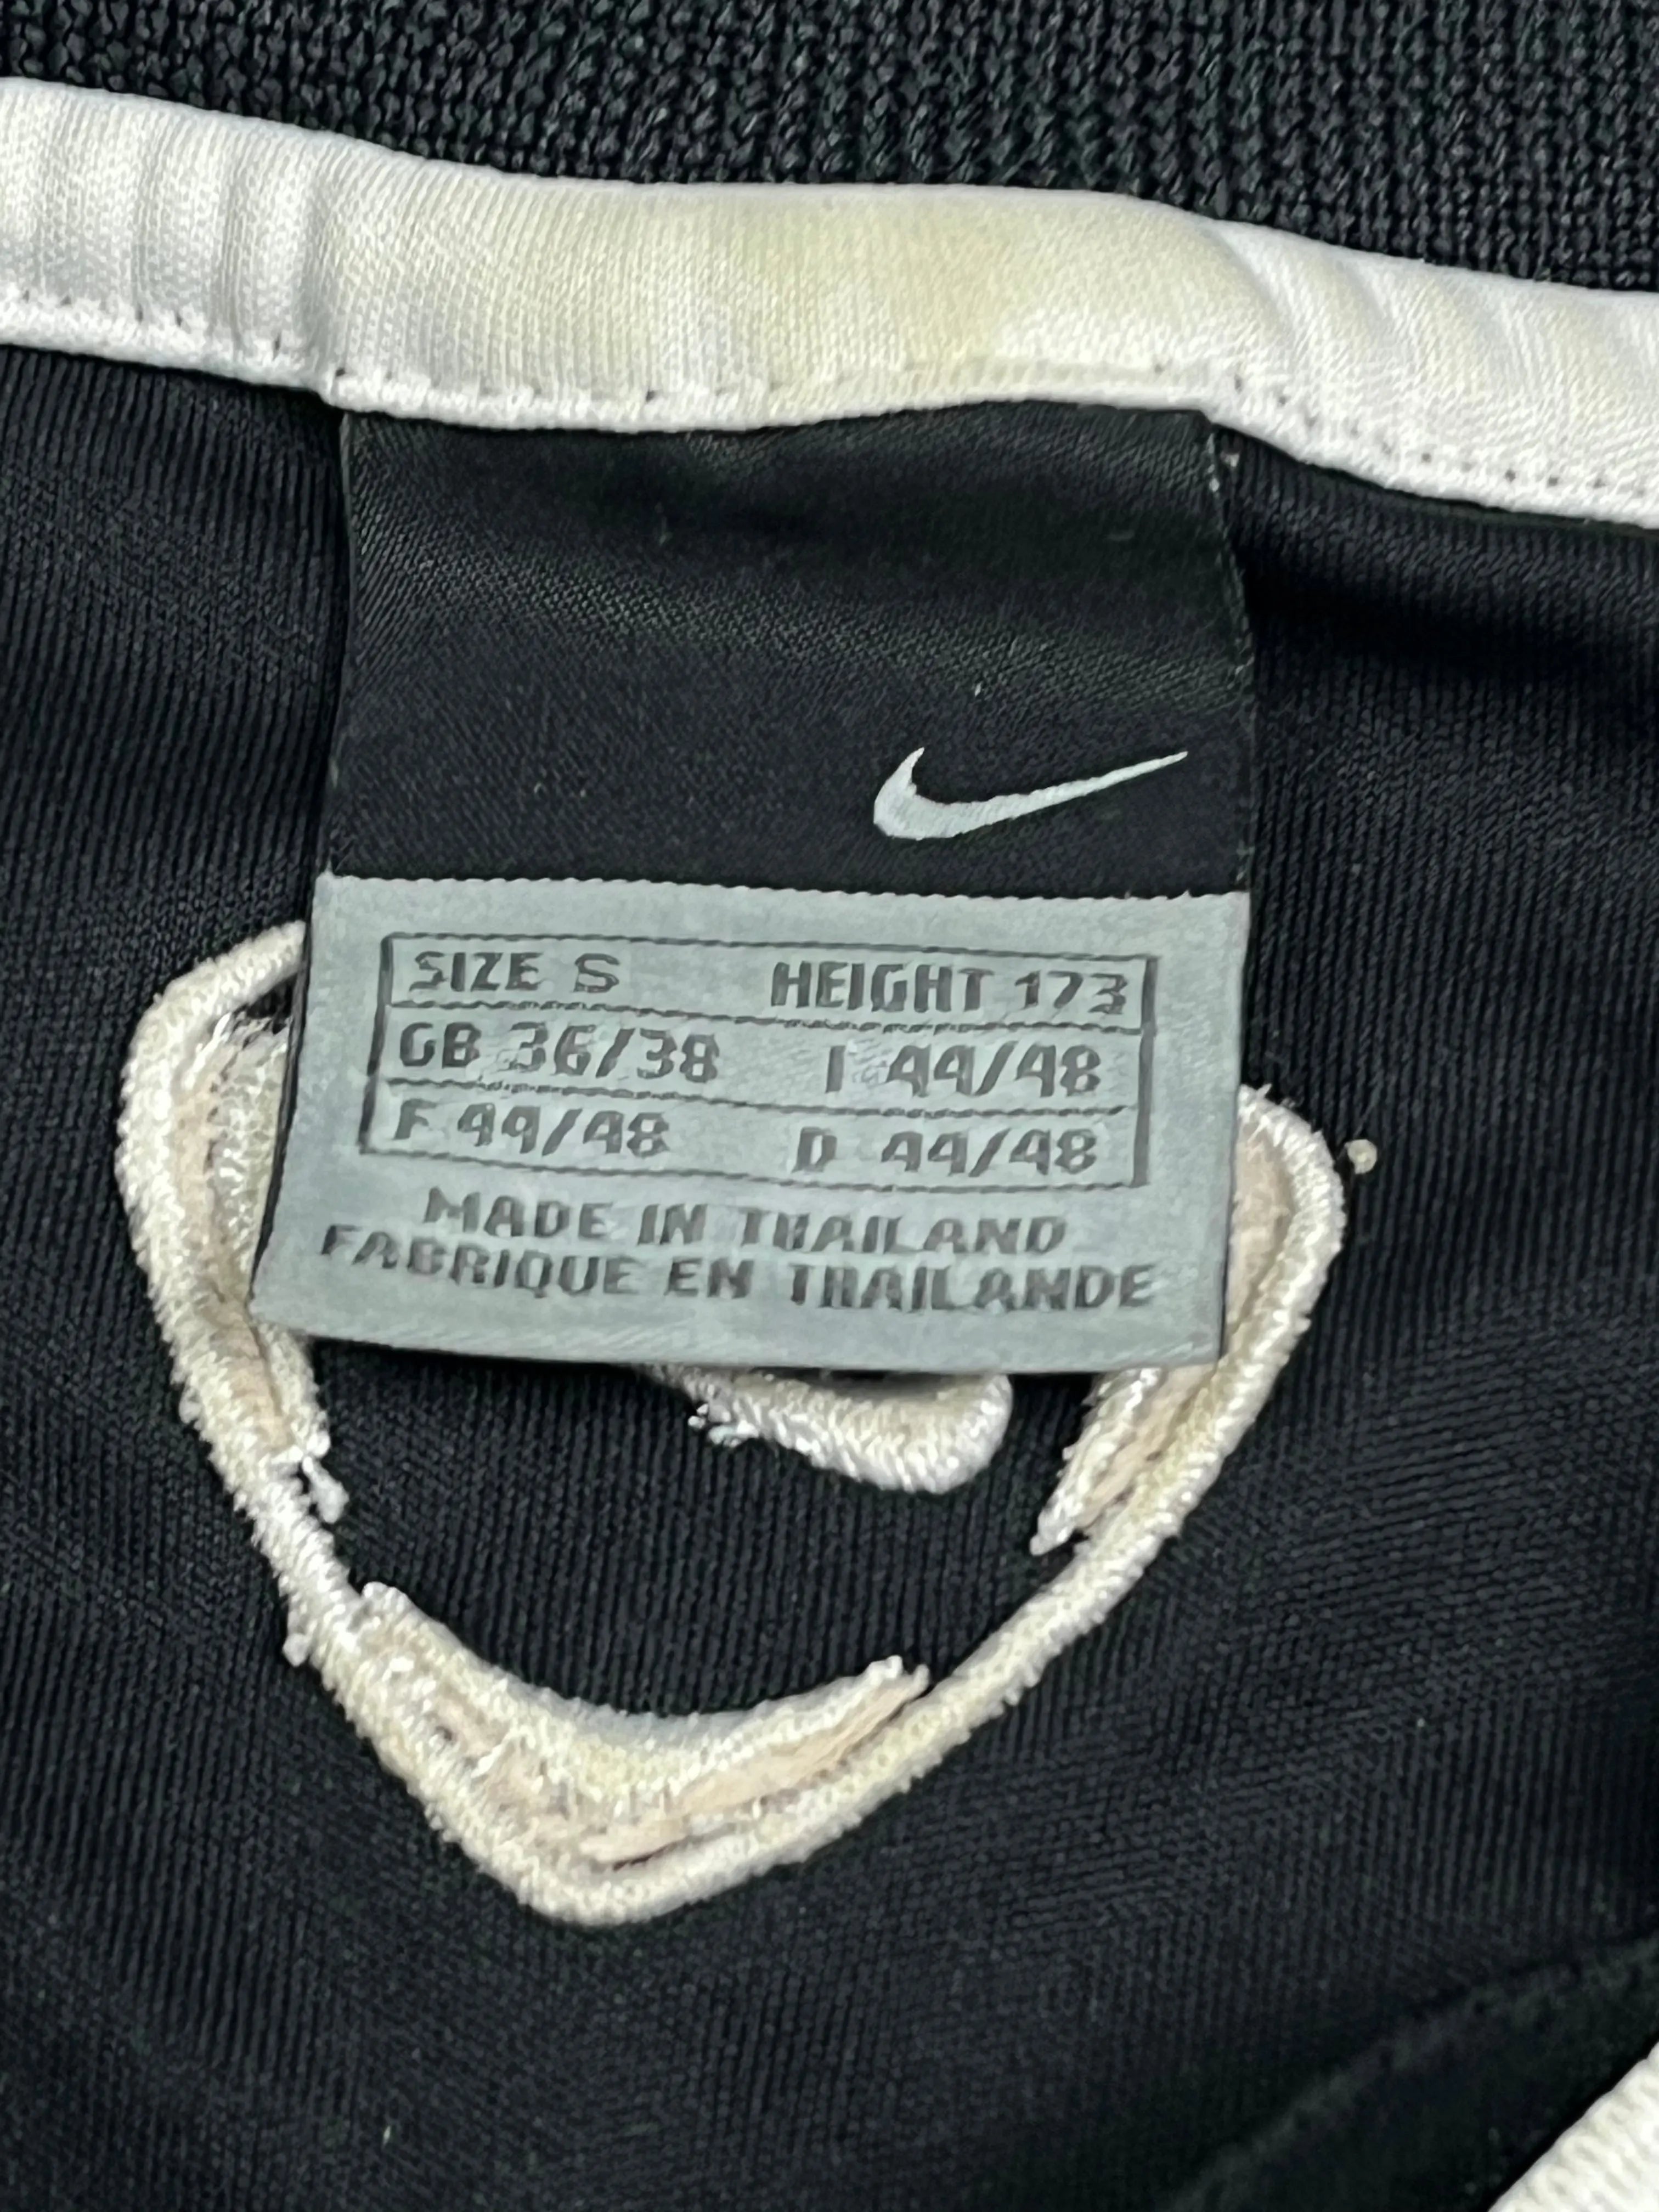 SIZE S HEIGHT 173
GB 36/38 I 44/48
F 44/48 D 44/48
MADE IN THAILAND
FABRIQUE EN THAILANDE